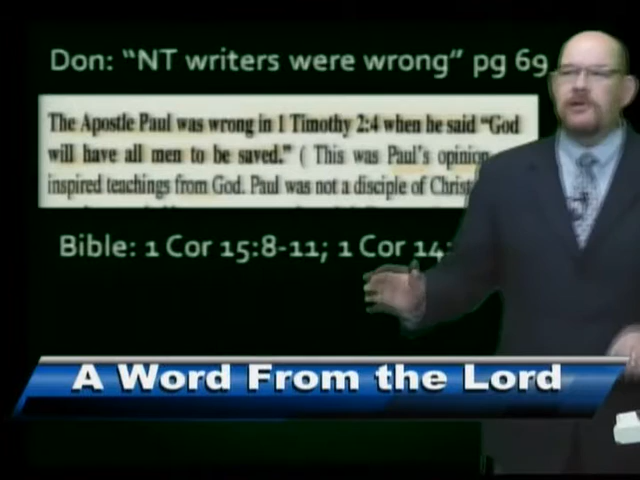 Don: “NT writers were wrong” pg 69
The Apostle Paul was wrong in 1 Timothy 2:4 when he said “God
will have all men to be saved.” ( This was Paul's opinion
inspired teachings from God. Paul was not a disciple of Christ
Bible: 1 Cor 15:8-11; 1 Cor 14:
A Word From the Lord